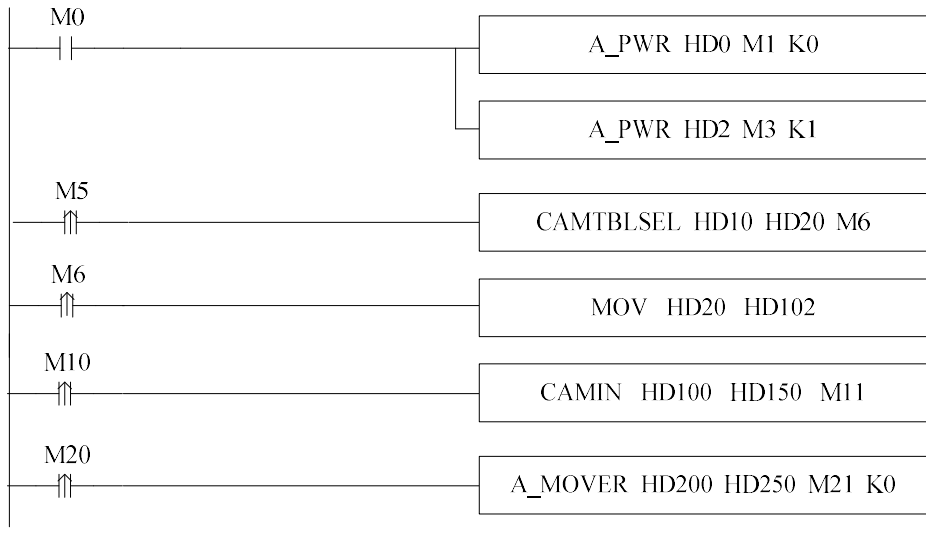 M0
A_PWR HD0 M1 K0
A_PWR HD2 M3 K1
M5
CAMTBLSEL HD10 HD20 M6
M6
MOV HD20 HD102
M10
CAMIN HD100 HD150 M11
M20
A_MOVER HD200 HD250 M21 K0